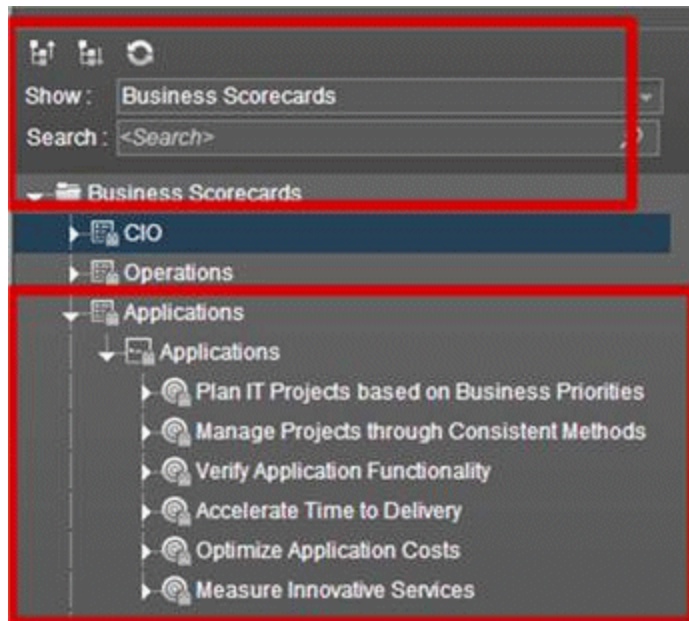 Show : Business Scorecards
Search : <Search>
Business Scorecards
CIO
Operations
Applications
Applications
Plan IT Projects based on Business Priorities
Manage Projects through Consistent Methods
Verify Application Functionality
Accelerate Time to Delivery
Optimize Application Costs
Measure Innovative Services